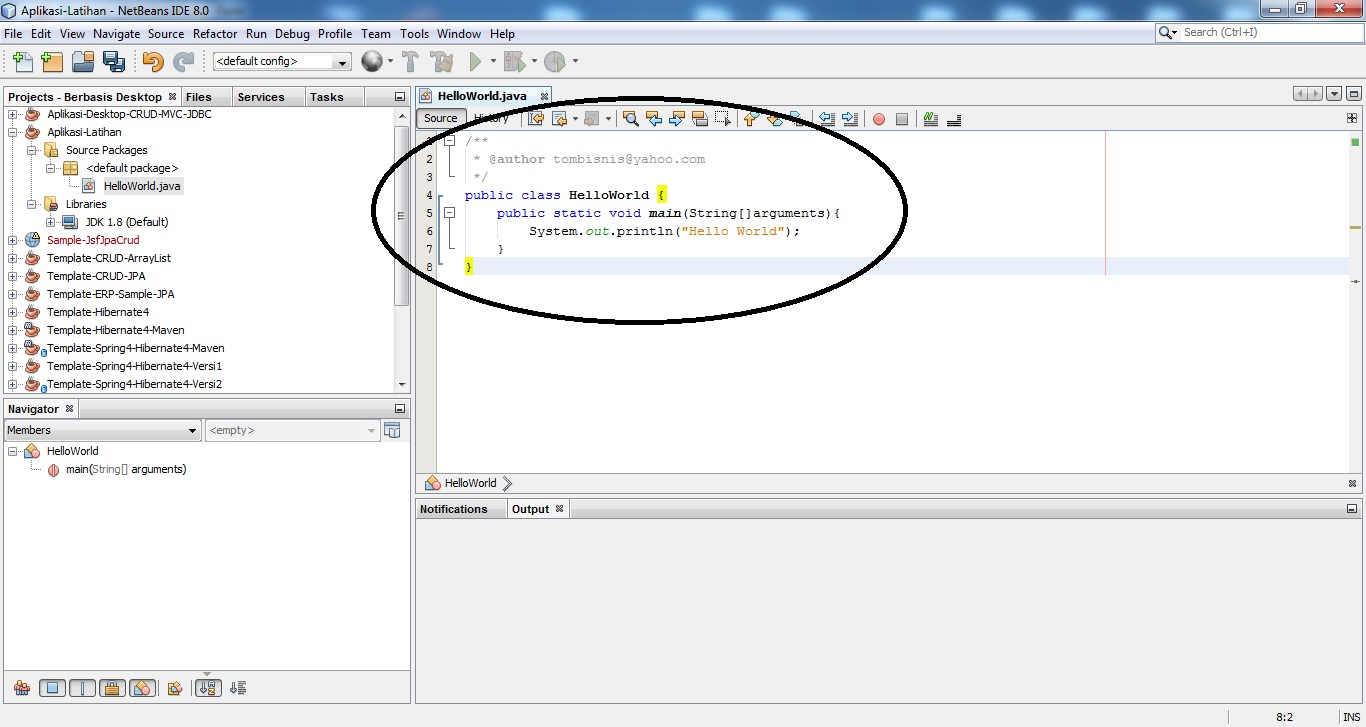 Aplikasi-Latihan - NetBeans IDE 8.0
File Edit View Navigate Source Refactor Run Debug Profile Team Tools Window Help
Search (Ctrl+I)
<default config>
Projects - Berbasis Desktop Files Services Tasks
Aplikasi-Desktop-CRUD-MVC-JDBC
Aplikasi-Latihan
Source Packages
<default package>
HelloWorld.java
Libraries
JDK 1.8 (Default)
Sample-JsfJpaCrud
Template-CRUD-ArrayList
Template-CRUD-JPA
Template-ERP-Sample-JPA
Template-Hibernate4
Template-Hibernate4-Maven
Template-Spring4-Hibernate4-Maven
Template-Spring4-Hibernate4-Versi1
Template-Spring4-Hibernate4-Versi2
Navigator
Members <empty>
HelloWorld
main(String[] arguments)
HelloWorld.java
Source History
1 /**
2 * @author tombisnis@yahoo.com
3 */
4 public class HelloWorld {
5 public static void main(String[]arguments){
6 System.out.println("Hello World");
7 }
8 }
HelloWorld
Notifications Output
8:2 INS